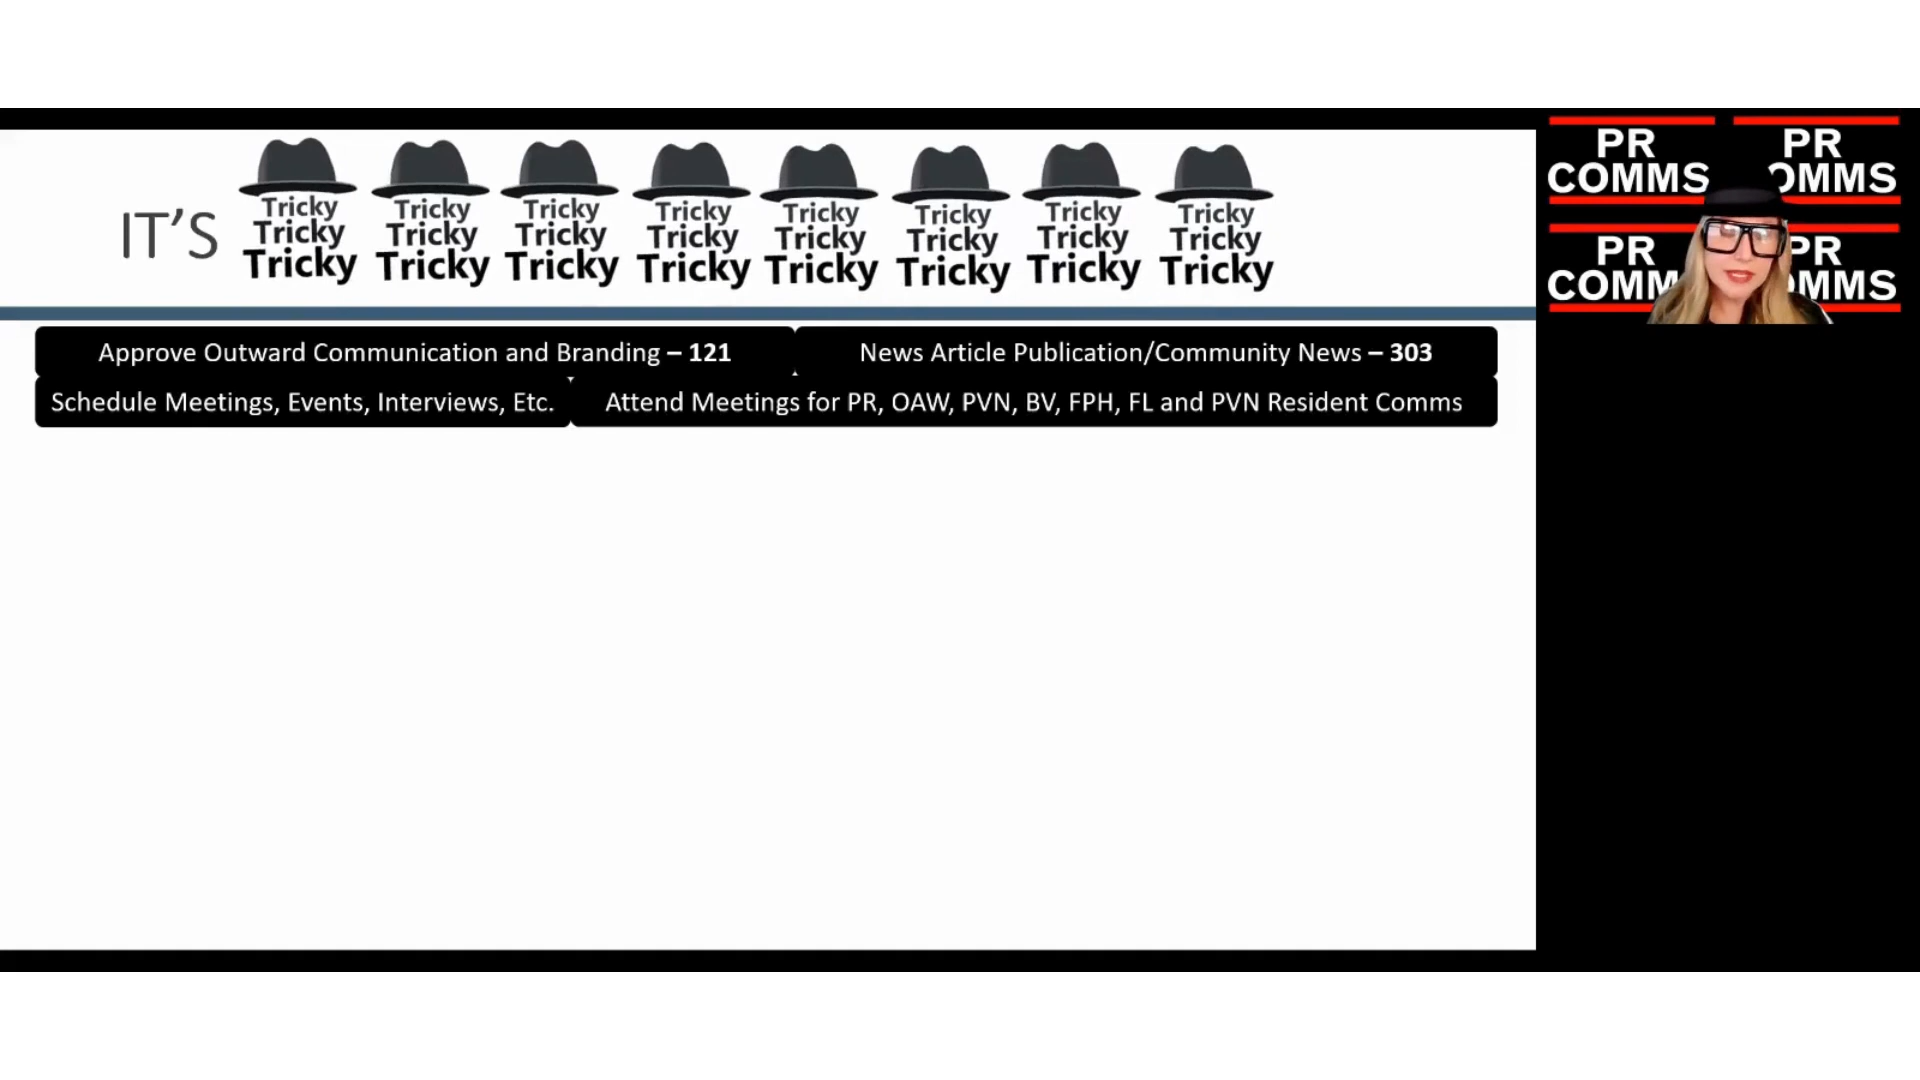 IT’S
Tricky Tricky Tricky Tricky Tricky Tricky Tricky Tricky
Tricky Tricky Tricky Tricky Tricky Tricky Tricky Tricky
Tricky Tricky Tricky Tricky Tricky Tricky Tricky Tricky
Approve Outward Communication and Branding – 121
News Article Publication/Community News – 303
Schedule Meetings, Events, Interviews, Etc.
Attend Meetings for PR, OAW, PVN, BV, FPH, FL and PVN Resident Comms
PR PR
COMMS OMMS
PR PR
COMM MMS